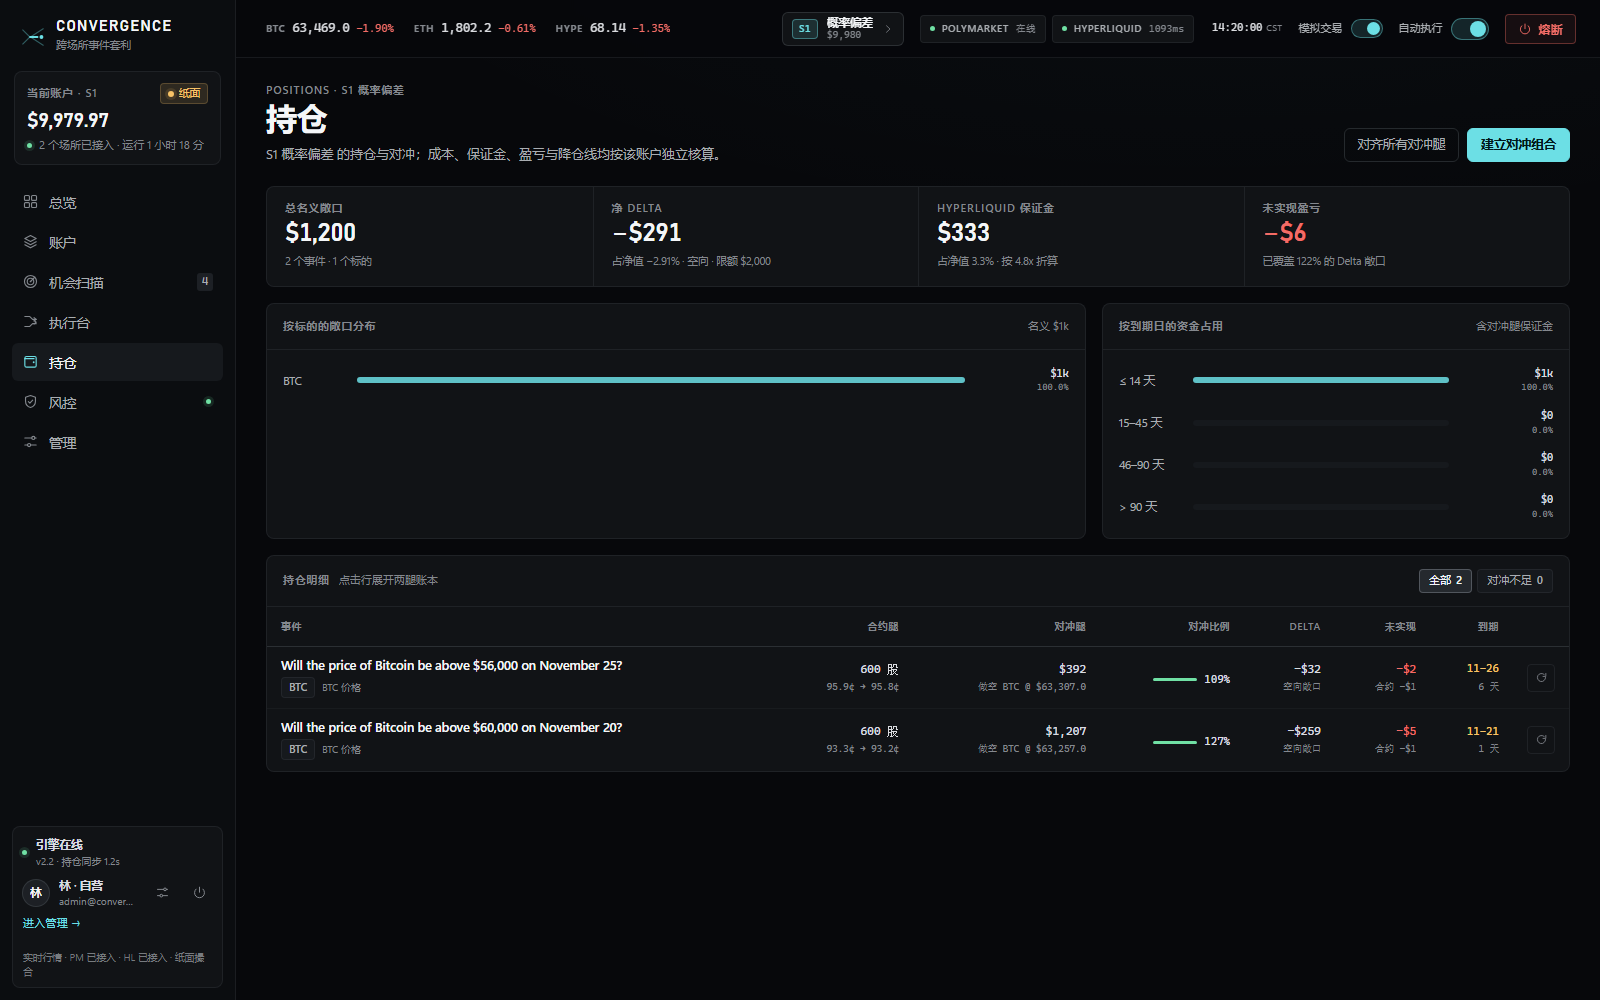 CONVERGENCE
跨场所事件套利
BTC 63,469.0 −1.90% ETH 1,802.2 −0.61% HYPE 68.14 −1.35%
S1 概率偏差 $9,980
POLYMARKET 在线
HYPERLIQUID 1093ms
14:20:00 CST
模拟交易
自动执行
熔断
当前账户 · S1
纸面
$9,979.97
2 个场所已接入 · 运行 1 小时 18 分
总览
账户
机会扫描 4
执行台
持仓
风控
管理
POSITIONS · S1 概率偏差
持仓
S1 概率偏差 的持仓与对冲；成本、保证金、盈亏与降仓线均按该账户独立核算。
对齐所有对冲腿
建立对冲组合
总名义敞口
$1,200
2 个事件 · 1 个标的
净 DELTA
−$291
占净值 −2.91% · 空向 · 限额 $2,000
HYPERLIQUID 保证金
$333
占净值 3.3% · 按 4.8x 折算
未实现盈亏
−$6
已覆盖 122% 的 Delta 敞口
按标的的敞口分布 名义 $1k
BTC $1k
100.0%
按到期日的资金占用 含对冲腿保证金
≤ 14 天 $1k
100.0%
15–45 天 $0
0.0%
46–90 天 $0
0.0%
> 90 天 $0
0.0%
持仓明细 点击行展开两腿账本
全部 2 对冲不足 0
事件 合约腿 对冲腿 对冲比例 DELTA 未实现 到期
Will the price of Bitcoin be above $56,000 on November 25? 600 股 $392 109% −$32 −$2 11−26
BTC BTC 价格 95.9¢ → 95.8¢ 做空 BTC @ $63,307.0 空向敞口 合约 −$1 6 天
Will the price of Bitcoin be above $60,000 on November 20? 600 股 $1,207 127% −$259 −$5 11−21
BTC BTC 价格 93.3¢ → 93.2¢ 做空 BTC @ $63,257.0 空向敞口 合约 −$1 1 天
引擎在线
v2.2 · 持仓同步 1.2s
林 林 · 自营
admin@conver...
进入管理 →
实时行情 · PM 已接入 · HL 已接入 · 纸面撮
合